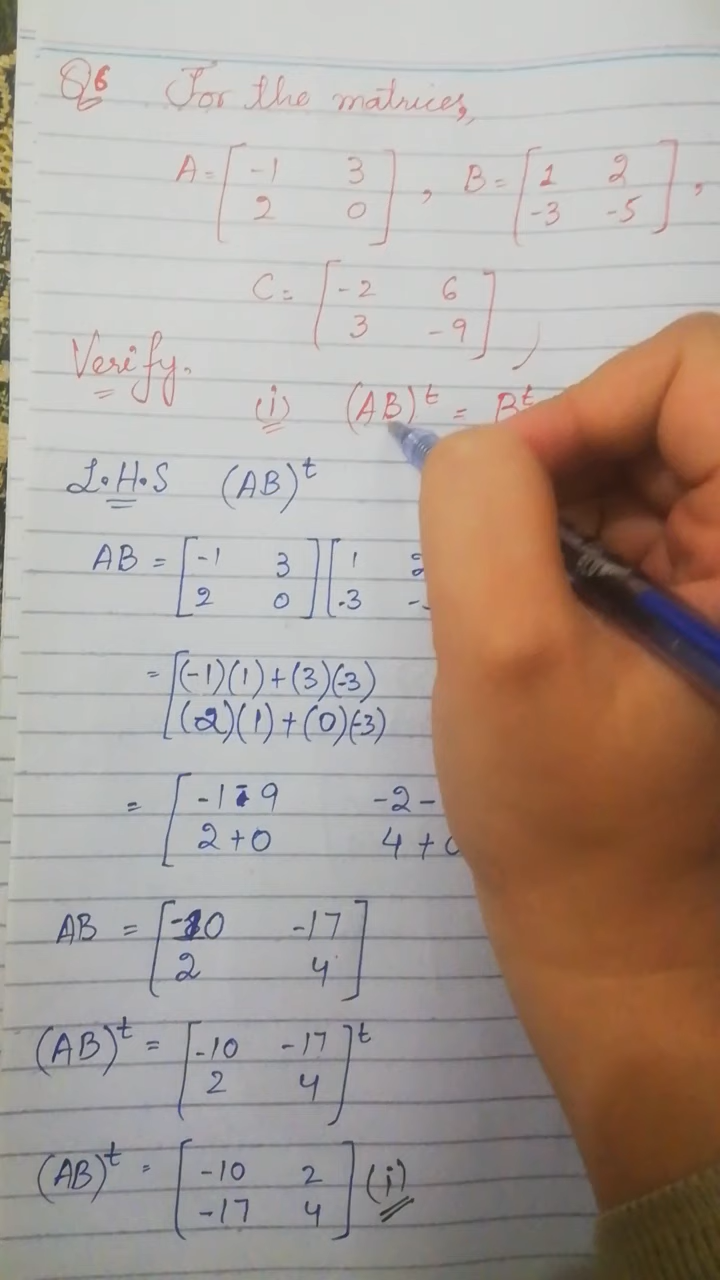 Q6 For the matrices,
A = [-1 3
2 0], B = [1 2
-3 -5],
C = [-2 6
3 -9],
Verify.
(i) (AB)^t = B^t
L.H.S (AB)^t
AB = [-1 3
2 0] [1 2
-3 -
= [(-1)(1)+(3)(-3)
(2)(1)+(0)(-3)
= [-1-9 -2-
2+0 4+0
AB = [-10 -17
2 4]
(AB)^t = [-10 -17
2 4]^t
(AB)^t = [-10 2
-17 4] (i)